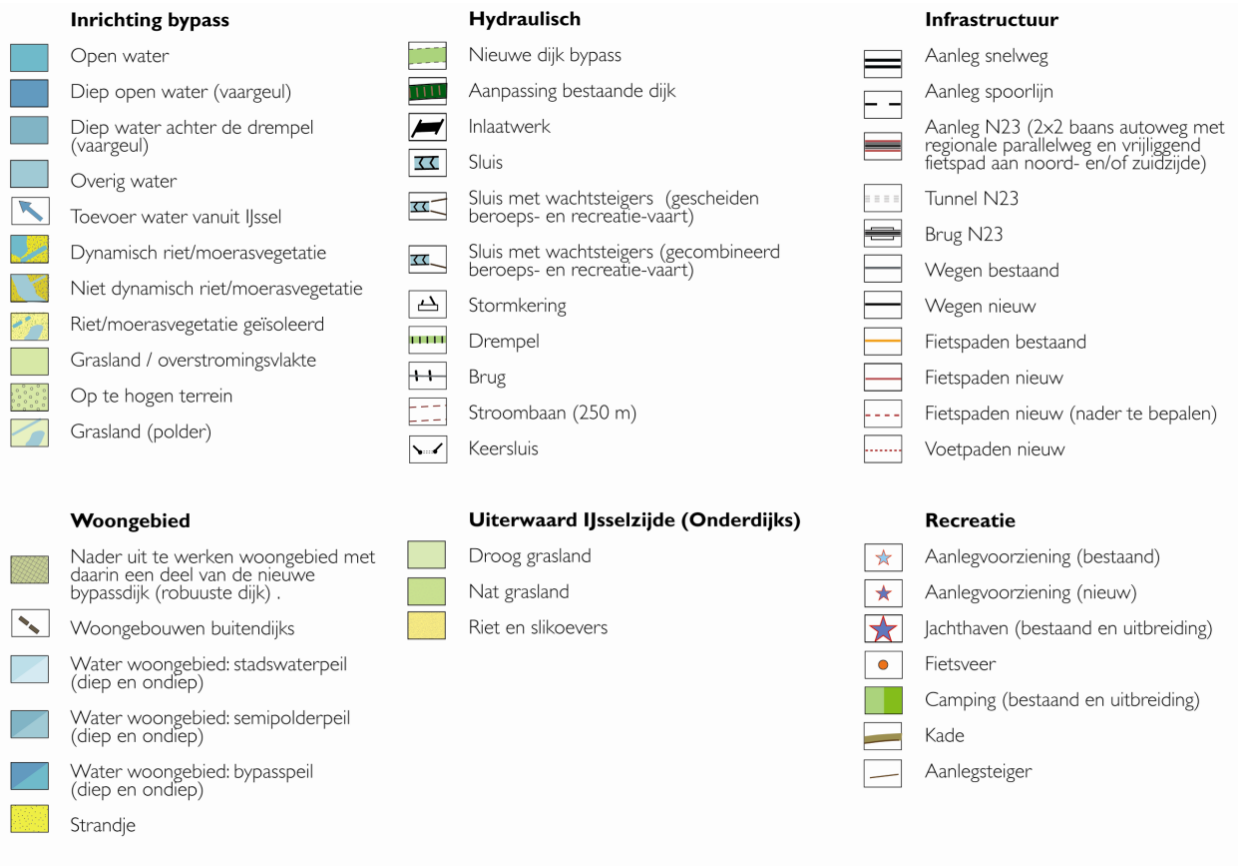 Inrichting bypass
Open water
Diep open water (vaargeul)
Diep water achter de drempel
(vaargeul)
Overig water
Toevoer water vanuit IJssel
Dynamisch riet/moerasvegetatie
Niet dynamisch riet/moerasvegetatie
Riet/moerasvegetatie geïsoleerd
Grasland / overstromingsvlakte
Op te hogen terrein
Grasland (polder)
Hydraulisch
Nieuwe dijk bypass
Aanpassing bestaande dijk
Inlaatwerk
Sluis
Sluis met wachtsteigers (gescheiden
beroeps- en recreatie-vaart)
Sluis met wachtsteigers (gecombineerd
beroeps- en recreatie-vaart)
Stormkering
Drempel
Brug
Stroombaan (250 m)
Keersluis
Infrastructuur
Aanleg snelweg
Aanleg spoorlijn
Aanleg N23 (2x2 baans autoweg met
regionale parallelweg en vrijliggend
fietspad aan noord- en/of zuidzijde)
Tunnel N23
Brug N23
Wegen bestaand
Wegen nieuw
Fietspaden bestaand
Fietspaden nieuw
Fietspaden nieuw (nader te bepalen)
Voetpaden nieuw
Woongebied
Nader uit te werken woongebied met
daarin een deel van de nieuwe
bypassdijk (robuuste dijk) .
Woongebouwen buitendijks
Water woongebied: stadswaterpeil
(diep en ondiep)
Water woongebied: semipolderpeil
(diep en ondiep)
Water woongebied: bypasspeil
(diep en ondiep)
Strandje
Uiterwaard IJsselzijde (Onderdijks)
Droog grasland
Nat grasland
Riet en slikoevers
Recreatie
Aanlegvoorziening (bestaand)
Aanlegvoorziening (nieuw)
Jachthaven (bestaand en uitbreiding)
Fietsveer
Camping (bestaand en uitbreiding)
Kade
Aanlegsteiger